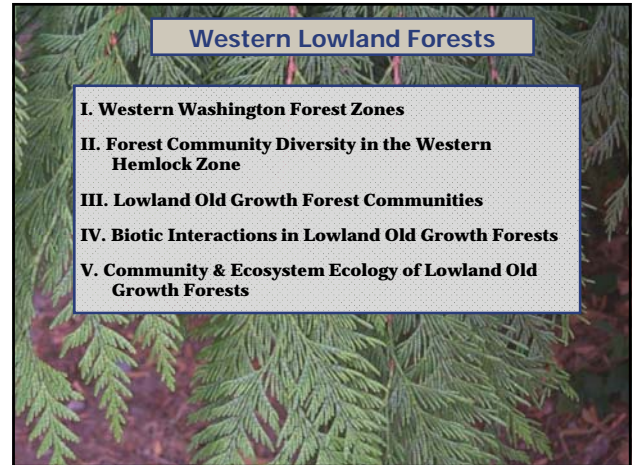 Western Lowland Forests
I. Western Washington Forest Zones
II. Forest Community Diversity in the Western
Hemlock Zone
III. Lowland Old Growth Forest Communities
IV. Biotic Interactions in Lowland Old Growth Forests
V. Community & Ecosystem Ecology of Lowland Old
Growth Forests